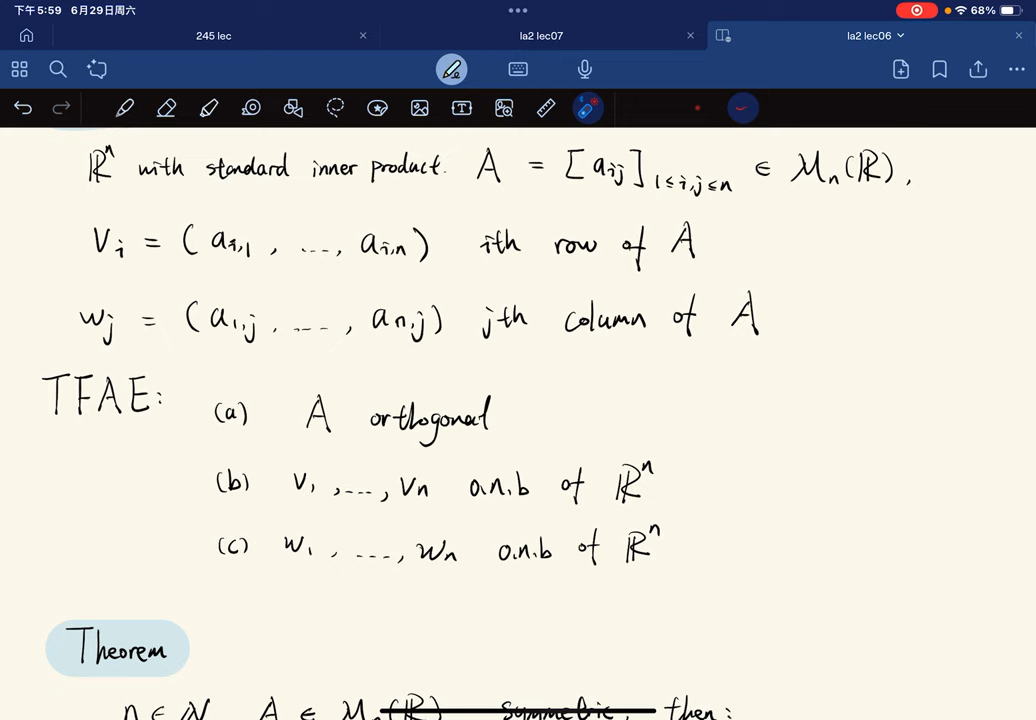 下午5:59 6月29日周六
68%
245 lec
la2 lec07
la2 lec06
ℝⁿ with standard inner product. A = [aᵢⱼ]₁≤ᵢ,ⱼ≤ₙ ∈ Mₙ(ℝ),
Vᵢ = (aᵢ,₁, ..., aᵢ,ₙ) ith row of A
wⱼ = (a₁,ⱼ, ...., aₙ,ⱼ) jth column of A
TFAE:
(a) A orthogonal
(b) v₁, ..., vₙ o.n.b of ℝⁿ
(c) w₁, ...., wₙ o.n.b of ℝⁿ
Theorem
n ∈ ℕ A ∈ Mₙ(ℝ) symmetric, then: